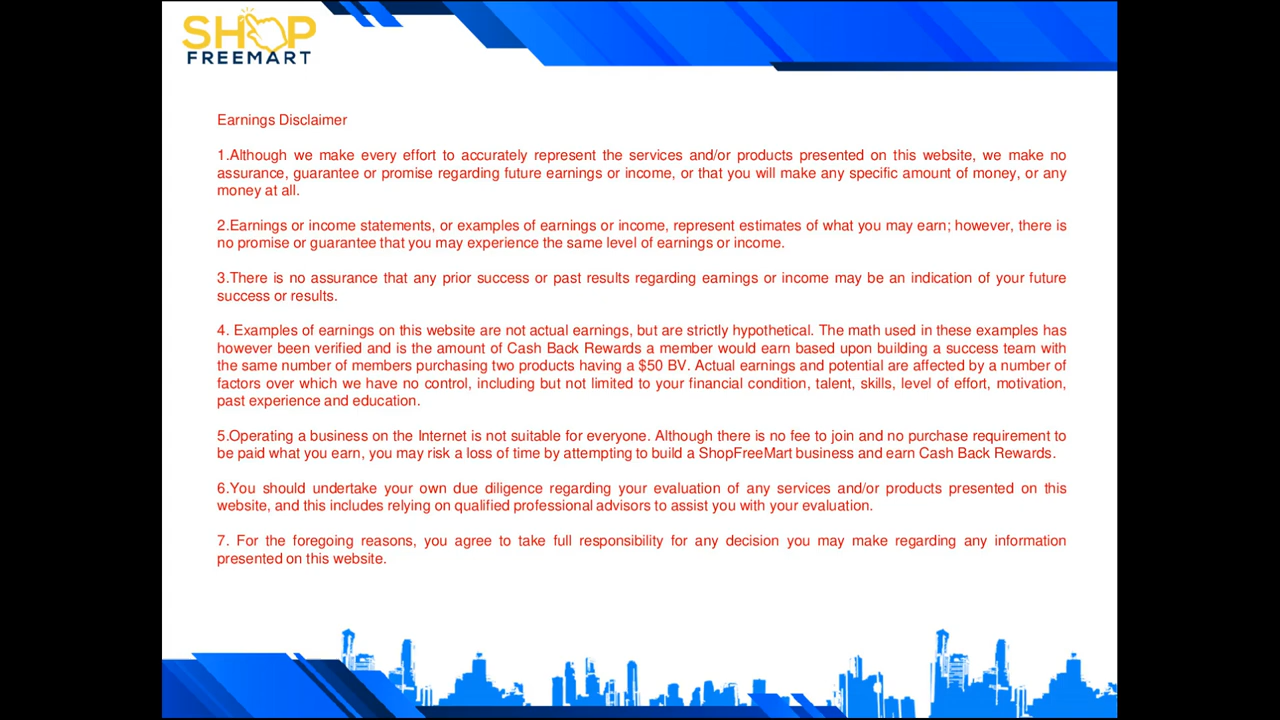 SHOP
FREEMART
Earnings Disclaimer
1.Although we make every effort to accurately represent the services and/or products presented on this website, we make no
assurance, guarantee or promise regarding future earnings or income, or that you will make any specific amount of money, or any
money at all.
2.Earnings or income statements, or examples of earnings or income, represent estimates of what you may earn; however, there is
no promise or guarantee that you may experience the same level of earnings or income.
3.There is no assurance that any prior success or past results regarding earnings or income may be an indication of your future
success or results.
4. Examples of earnings on this website are not actual earnings, but are strictly hypothetical. The math used in these examples has
however been verified and is the amount of Cash Back Rewards a member would earn based upon building a success team with
the same number of members purchasing two products having a $50 BV. Actual earnings and potential are affected by a number of
factors over which we have no control, including but not limited to your financial condition, talent, skills, level of effort, motivation,
past experience and education.
5.Operating a business on the Internet is not suitable for everyone. Although there is no fee to join and no purchase requirement to
be paid what you earn, you may risk a loss of time by attempting to build a ShopFreeMart business and earn Cash Back Rewards.
6.You should undertake your own due diligence regarding your evaluation of any services and/or products presented on this
website, and this includes relying on qualified professional advisors to assist you with your evaluation.
7. For the foregoing reasons, you agree to take full responsibility for any decision you may make regarding any information
presented on this website.